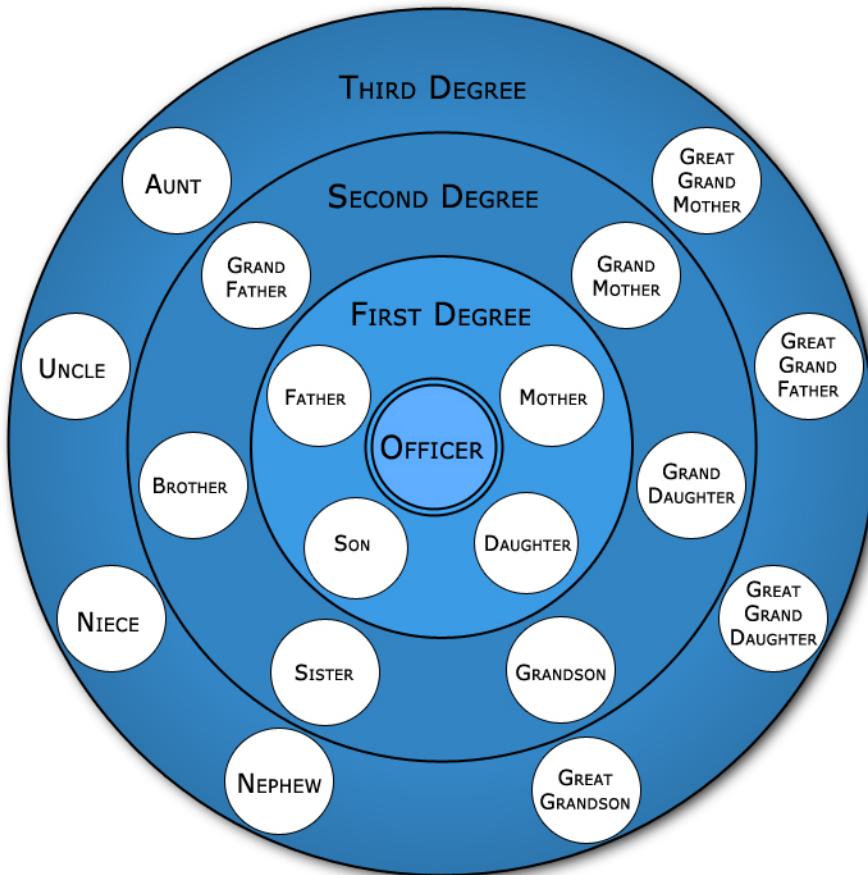 Third Degree
Aunt
Great
Grand
Mother
Second Degree
Grand
Father
Grand
Mother
First Degree
Uncle
Great
Grand
Father
Father
Mother
Officer
Brother
Grand
Daughter
Son
Daughter
Niece
Great
Grand
Daughter
Sister
Grandson
Nephew
Great
Grandson